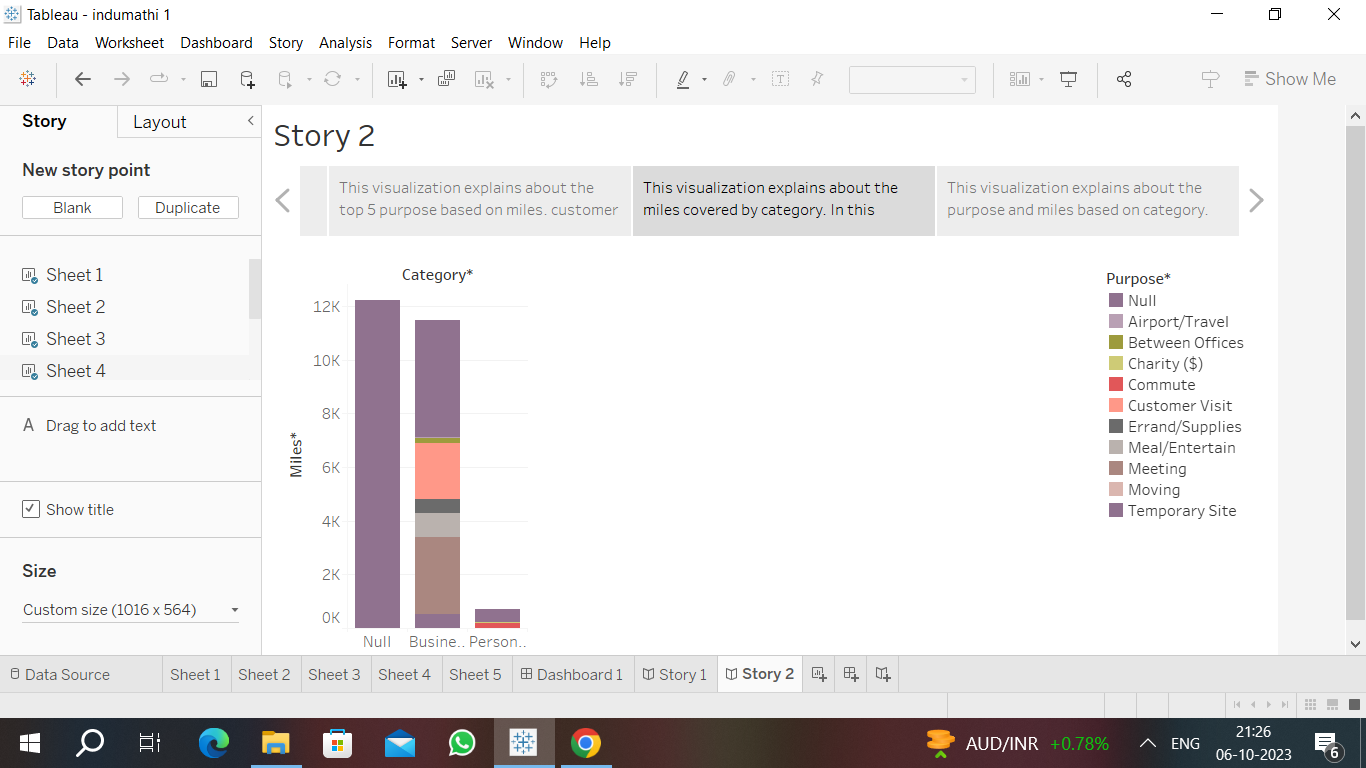 Tableau - indumathi 1
File Data Worksheet Dashboard Story Analysis Format Server Window Help
Show Me
Story Layout
New story point
Blank Duplicate
Sheet 1
Sheet 2
Sheet 3
Sheet 4
A Drag to add text
Show title
Size
Custom size (1016 x 564)
Story 2
This visualization explains about the
top 5 purpose based on miles. customer
This visualization explains about the
miles covered by category. In this
This visualization explains about the
purpose and miles based on category.
Category*
12K
10K
8K
6K
4K
2K
0K
Miles*
Null Busine.. Person..
Purpose*
Null
Airport/Travel
Between Offices
Charity ($)
Commute
Customer Visit
Errand/Supplies
Meal/Entertain
Meeting
Moving
Temporary Site
Data Source Sheet 1 Sheet 2 Sheet 3 Sheet 4 Sheet 5 Dashboard 1 Story 1 Story 2
AUD/INR +0.78% ENG 21:26
06-10-2023
6